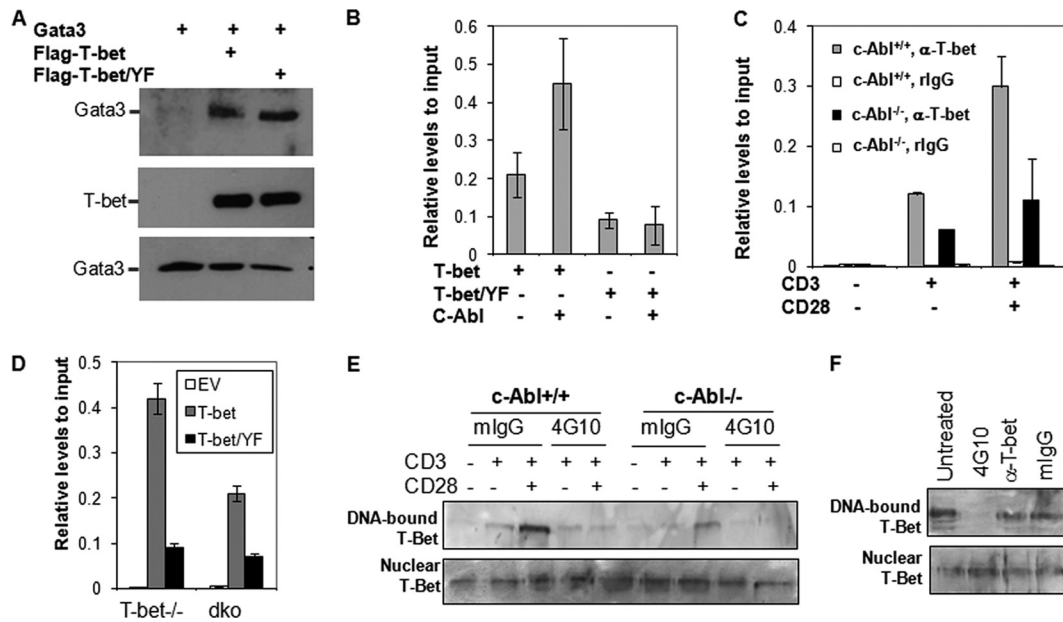 A
Gata3 + + +
Flag-T-bet +
Flag-T-bet/YF +
Gata3
T-bet
Gata3
B
Relative levels to input
0.6
0.5
0.4
0.3
0.2
0.1
0
T-bet + + - -
T-bet/YF - - + +
C-Abl - + - +
C
Relative levels to input
0.4
0.3
0.2
0.1
0
c-Abl+/+, α-T-bet
c-Abl+/+, rIgG
c-Abl-/-, α-T-bet
c-Abl-/-, rIgG
CD3 - + +
CD28 - - +
D
Relative levels to input
0.5
0.4
0.3
0.2
0.1
0
EV
T-bet
T-bet/YF
T-bet-/- dko
E
c-Abl+/+ c-Abl-/-
mIgG 4G10 mIgG 4G10
CD3 - + + + + - + + + +
CD28 - - + - + - - + - +
DNA-bound
T-Bet
Nuclear
T-Bet
F
Untreated
4G10
α-T-bet
mIgG
DNA-bound
T-Bet
Nuclear
T-Bet